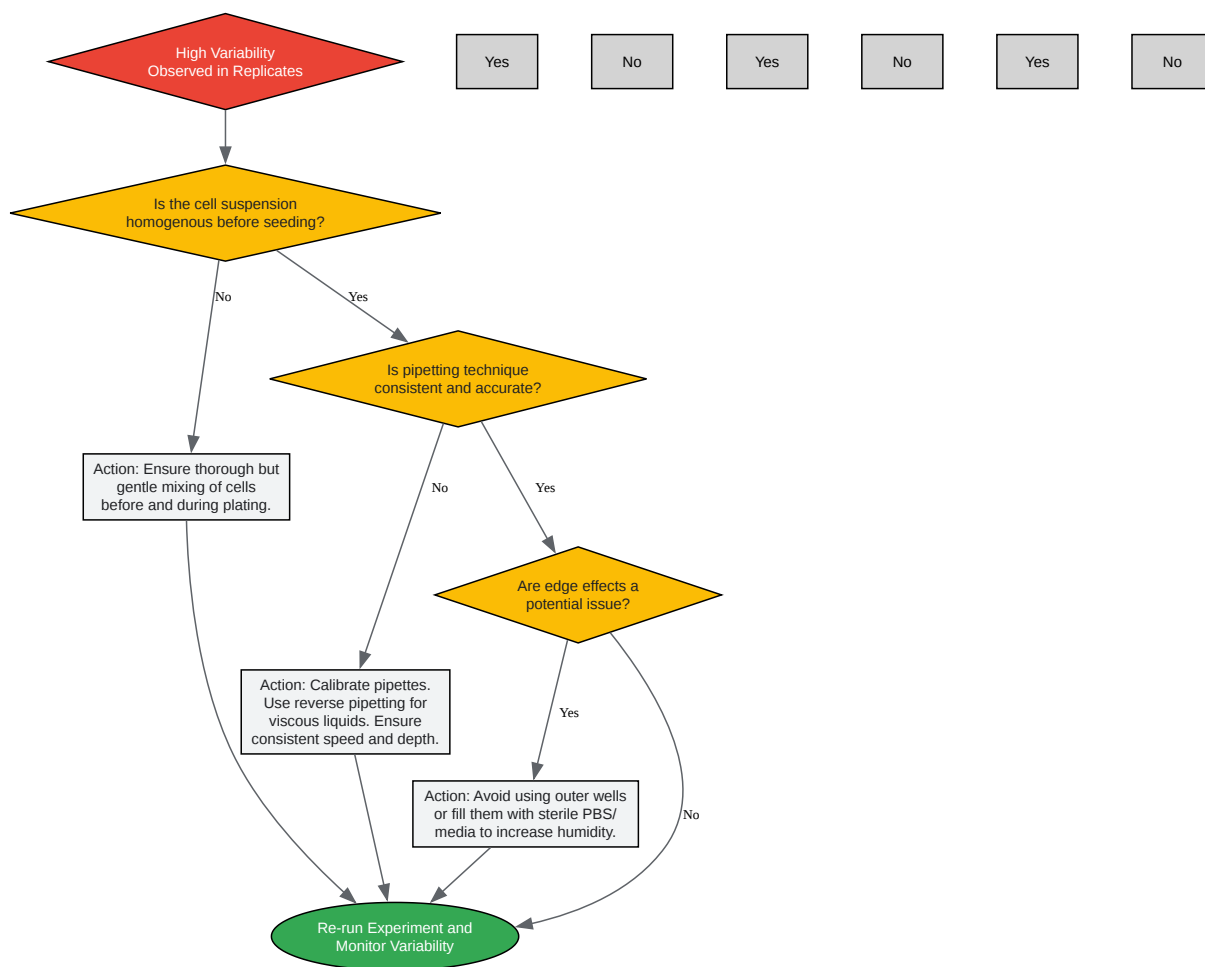 High Variability
Observed in Replicates
Yes
No
Yes
No
Yes
No
Is the cell suspension
homogenous before seeding?
No
Yes
Is pipetting technique
consistent and accurate?
Action: Ensure thorough but
gentle mixing of cells
before and during plating.
No
Yes
Are edge effects a
potential issue?
Action: Calibrate pipettes.
Use reverse pipetting for
viscous liquids. Ensure
consistent speed and depth.
Yes
Action: Avoid using outer wells
or fill them with sterile PBS/
media to increase humidity.
No
Re-run Experiment and
Monitor Variability